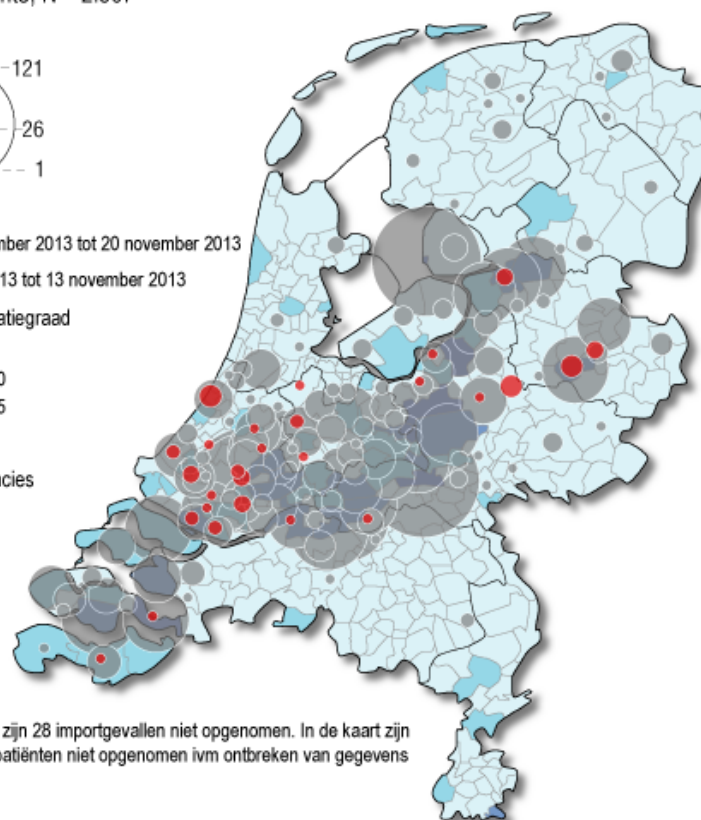 121
26
1
mber 2013 tot 20 november 2013
13 tot 13 november 2013
atiegraad
0
5
cies
zijn 28 importgevallen niet opgenomen. In de kaart zijn
patiënten niet opgenomen ivm ontbreken van gegevens